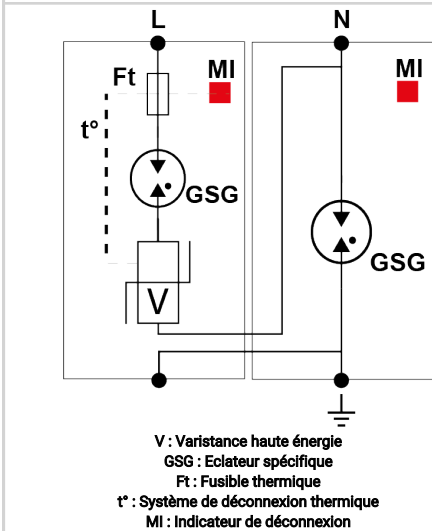 L N
Ft MI MI
t°
GSG
GSG
V
V : Varistance haute énergie
GSG : Eclateur spécifique
Ft : Fusible thermique
t° : Système de déconnexion thermique
MI : Indicateur de déconnexion